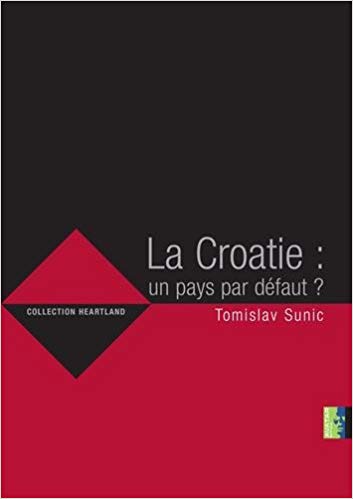 La Croatie :
un pays par défaut ?
COLLECTION HEARTLAND
Tomislav Sunic